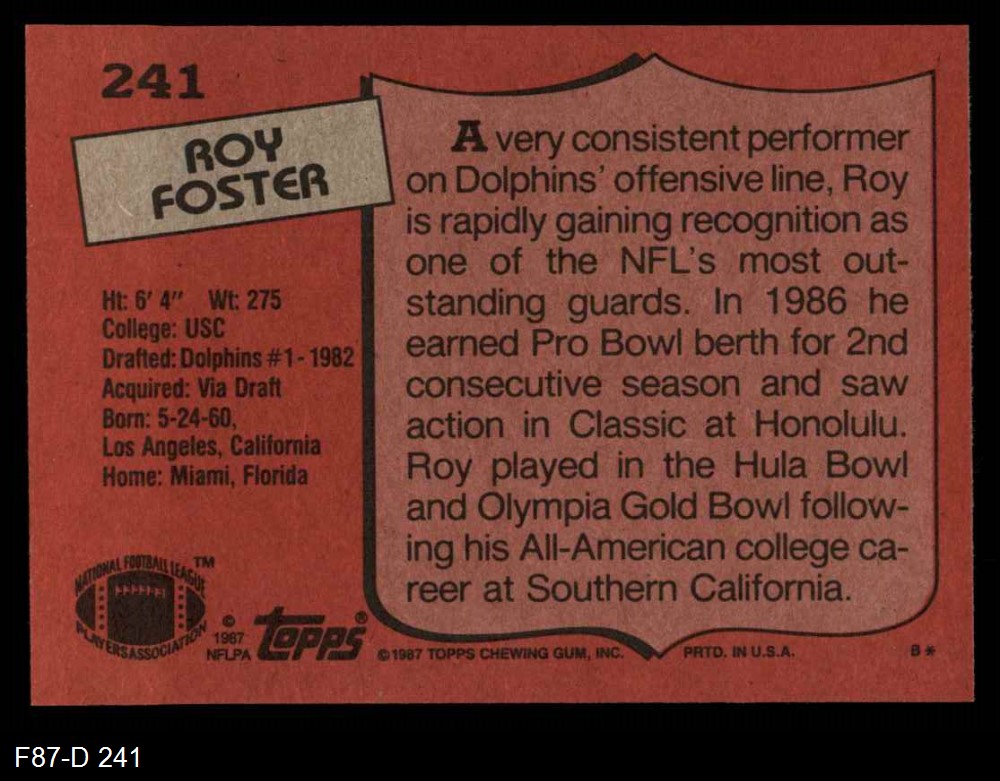 241
ROY
FOSTER
Ht: 6' 4" Wt: 275
College: USC
Drafted: Dolphins #1 - 1982
Acquired: Via Draft
Born: 5-24-60,
Los Angeles, California
Home: Miami, Florida
NATIONAL FOOTBALL LEAGUE
PLAYERS ASSOCIATION
TM
©
1987
NFLPA
topps®
A very consistent performer
on Dolphins' offensive line, Roy
is rapidly gaining recognition as
one of the NFL's most out-
standing guards. In 1986 he
earned Pro Bowl berth for 2nd
consecutive season and saw
action in Classic at Honolulu.
Roy played in the Hula Bowl
and Olympia Gold Bowl follow-
ing his All-American college ca-
reer at Southern California.
©1987 TOPPS CHEWING GUM, INC. PRTD. IN U.S.A. B*
F87-D 241